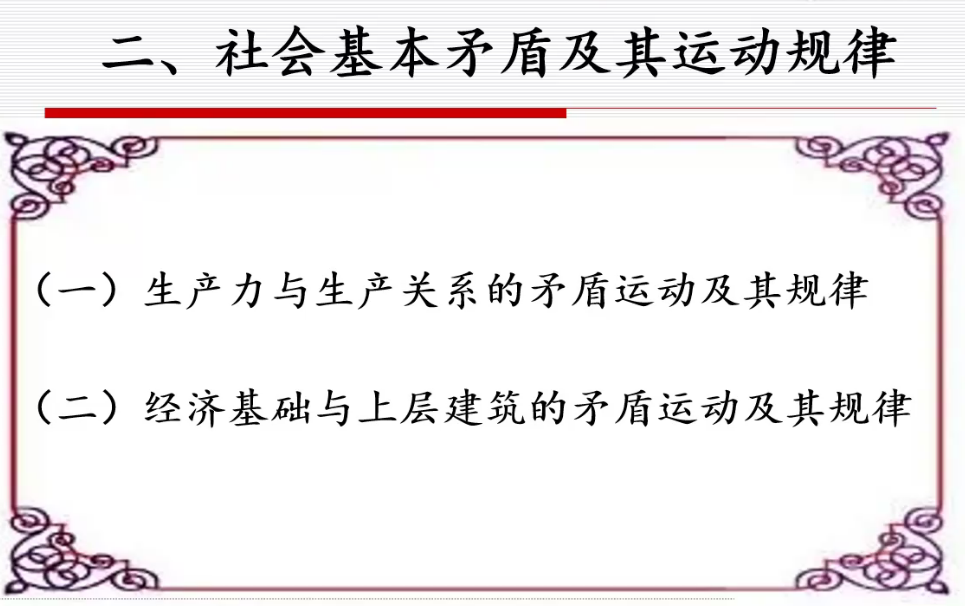 二、社会基本矛盾及其运动规律
（一）生产力与生产关系的矛盾运动及其规律
（二）经济基础与上层建筑的矛盾运动及其规律